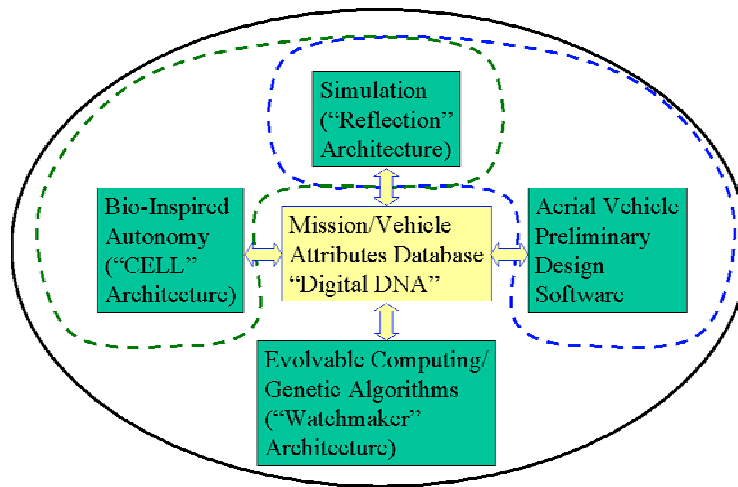 Simulation
(“Reflection”
Architecture)
Bio-Inspired
Autonomy
(“CELL”
Architecture)
Mission/Vehicle
Attributes Database
“Digital DNA”
Aerial Vehicle
Preliminary
Design
Software
Evolvable Computing/
Genetic Algorithms
(“Watchmaker”
Architecture)